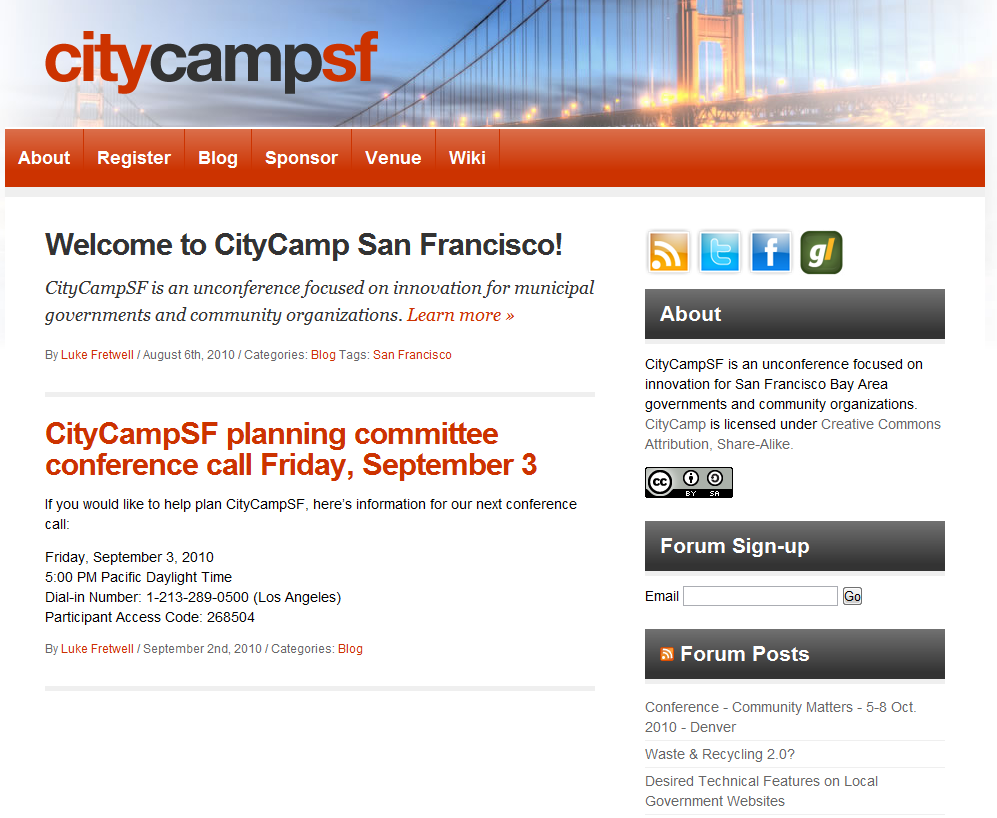 citycampsf
About Register Blog Sponsor Venue Wiki
Welcome to CityCamp San Francisco!
CityCampSF is an unconference focused on innovation for municipal
governments and community organizations. Learn more »
By Luke Fretwell / August 6th, 2010 / Categories: Blog Tags: San Francisco
CityCampSF planning committee
conference call Friday, September 3
If you would like to help plan CityCampSF, here's information for our next conference
call:
Friday, September 3, 2010
5:00 PM Pacific Daylight Time
Dial-in Number: 1-213-289-0500 (Los Angeles)
Participant Access Code: 268504
By Luke Fretwell / September 2nd, 2010 / Categories: Blog
t f gl
About
CityCampSF is an unconference focused on
innovation for San Francisco Bay Area
governments and community organizations.
CityCamp is licensed under Creative Commons
Attribution, Share-Alike.
cc BY SA
Forum Sign-up
Email Go
Forum Posts
Conference - Community Matters - 5-8 Oct.
2010 - Denver
Waste & Recycling 2.0?
Desired Technical Features on Local
Government Websites